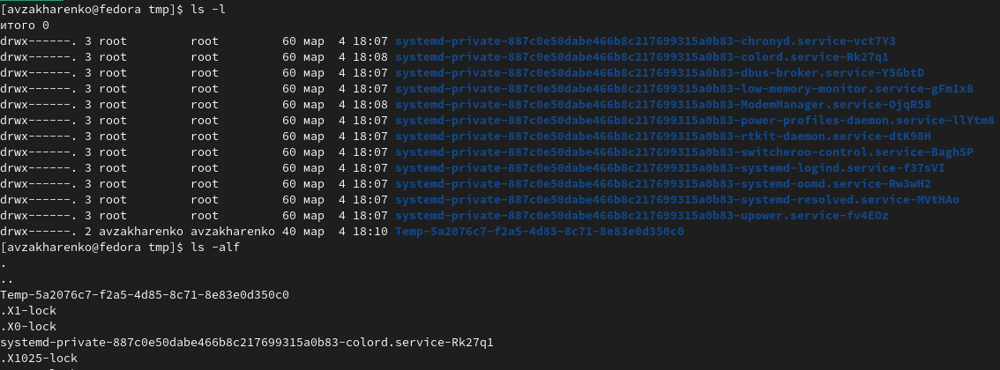 [avzakharenko@fedora tmp]$ ls -l
итого 0
drwx------. 3 root         root         60 мар  4 18:07 systemd-private-887c0e50dabe466b8c217699315a0b83-chronyd.service-vct7Y3
drwx------. 3 root         root         60 мар  4 18:08 systemd-private-887c0e50dabe466b8c217699315a0b83-colord.service-Rk27q1
drwx------. 3 root         root         60 мар  4 18:07 systemd-private-887c0e50dabe466b8c217699315a0b83-dbus-broker.service-Y5GbtD
drwx------. 3 root         root         60 мар  4 18:07 systemd-private-887c0e50dabe466b8c217699315a0b83-low-memory-monitor.service-gFm1x8
drwx------. 3 root         root         60 мар  4 18:08 systemd-private-887c0e50dabe466b8c217699315a0b83-ModemManager.service-OjqR58
drwx------. 3 root         root         60 мар  4 18:07 systemd-private-887c0e50dabe466b8c217699315a0b83-power-profiles-daemon.service-llYtm8
drwx------. 3 root         root         60 мар  4 18:07 systemd-private-887c0e50dabe466b8c217699315a0b83-rtkit-daemon.service-dtK98H
drwx------. 3 root         root         60 мар  4 18:07 systemd-private-887c0e50dabe466b8c217699315a0b83-switcheroo-control.service-BaghSP
drwx------. 3 root         root         60 мар  4 18:07 systemd-private-887c0e50dabe466b8c217699315a0b83-systemd-logind.service-f37sVI
drwx------. 3 root         root         60 мар  4 18:07 systemd-private-887c0e50dabe466b8c217699315a0b83-systemd-oomd.service-Rw3wH2
drwx------. 3 root         root         60 мар  4 18:07 systemd-private-887c0e50dabe466b8c217699315a0b83-systemd-resolved.service-MVtHAo
drwx------. 3 root         root         60 мар  4 18:07 systemd-private-887c0e50dabe466b8c217699315a0b83-upower.service-fv4EOz
drwx------. 2 avzakharenko avzakharenko 40 мар  4 18:10 Temp-5a2076c7-f2a5-4d85-8c71-8e83e0d350c0
[avzakharenko@fedora tmp]$ ls -alf
.
..
Temp-5a2076c7-f2a5-4d85-8c71-8e83e0d350c0
.X1-lock
.X0-lock
systemd-private-887c0e50dabe466b8c217699315a0b83-colord.service-Rk27q1
.X1025-lock